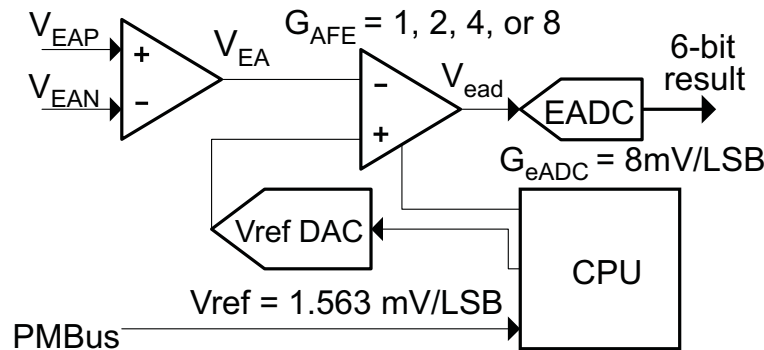 V_EAP
+
V_EA
G_AFE = 1, 2, 4, or 8
6-bit
result
V_EAN
−
−
+
V_ead
EADC
G_eADC = 8mV/LSB
Vref DAC
CPU
Vref = 1.563 mV/LSB
PMBus